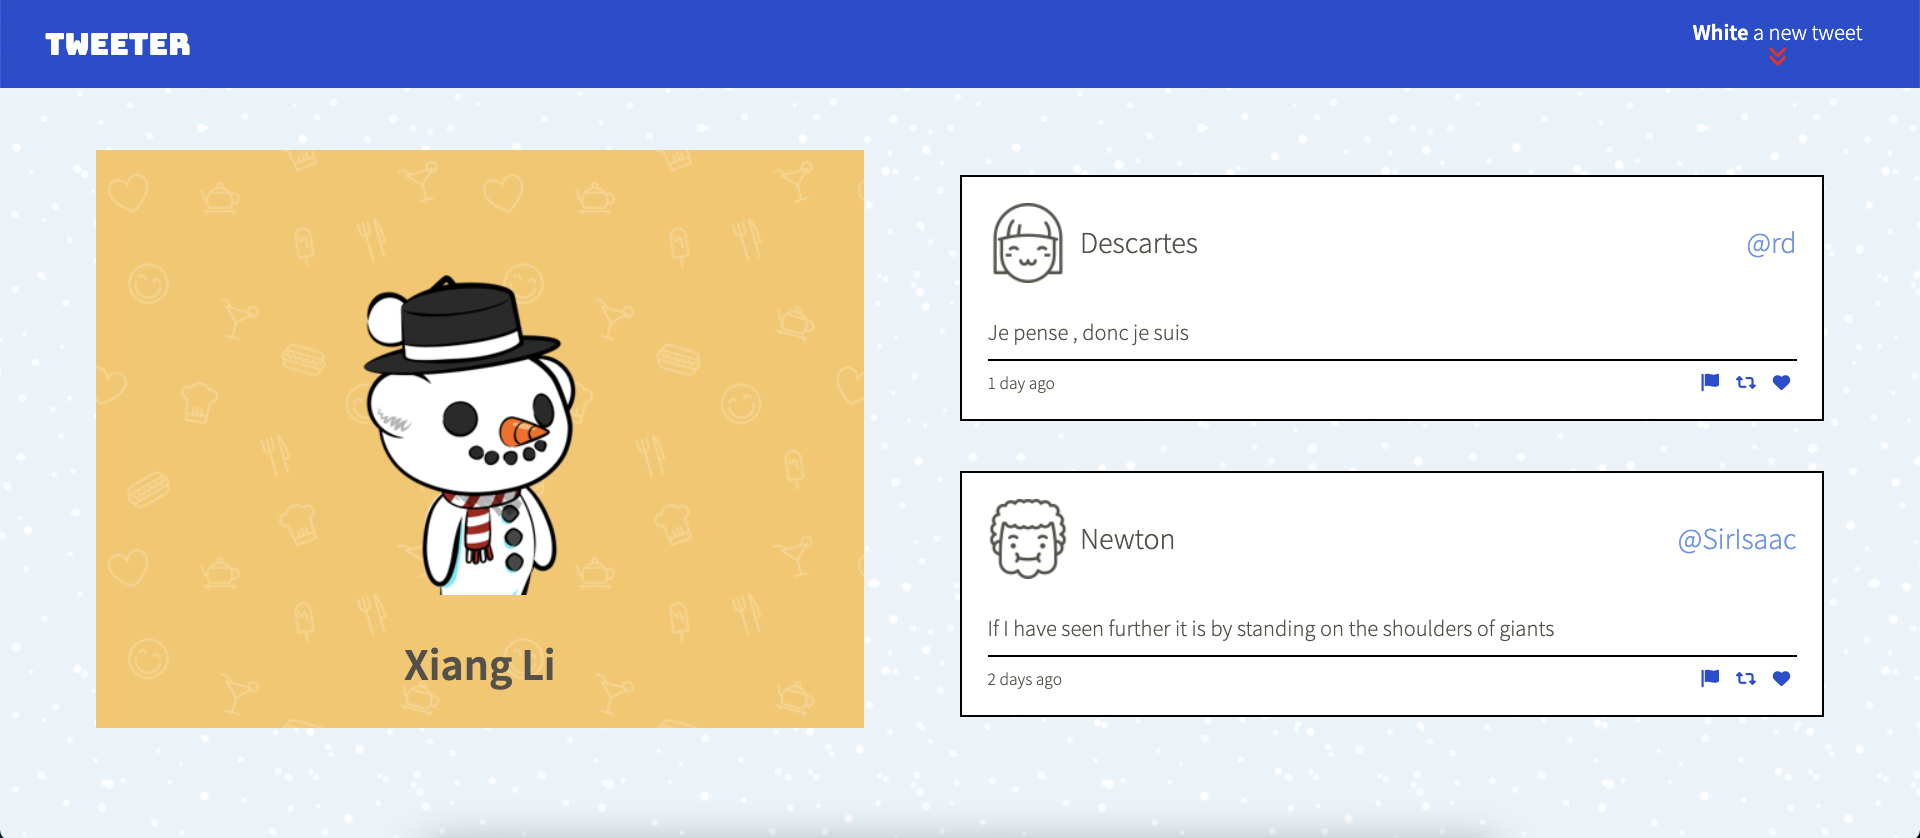 TWEETER
White a new tweet
Xiang Li
Descartes
@rd
Je pense , donc je suis
1 day ago
Newton
@SirIsaac
If I have seen further it is by standing on the shoulders of giants
2 days ago